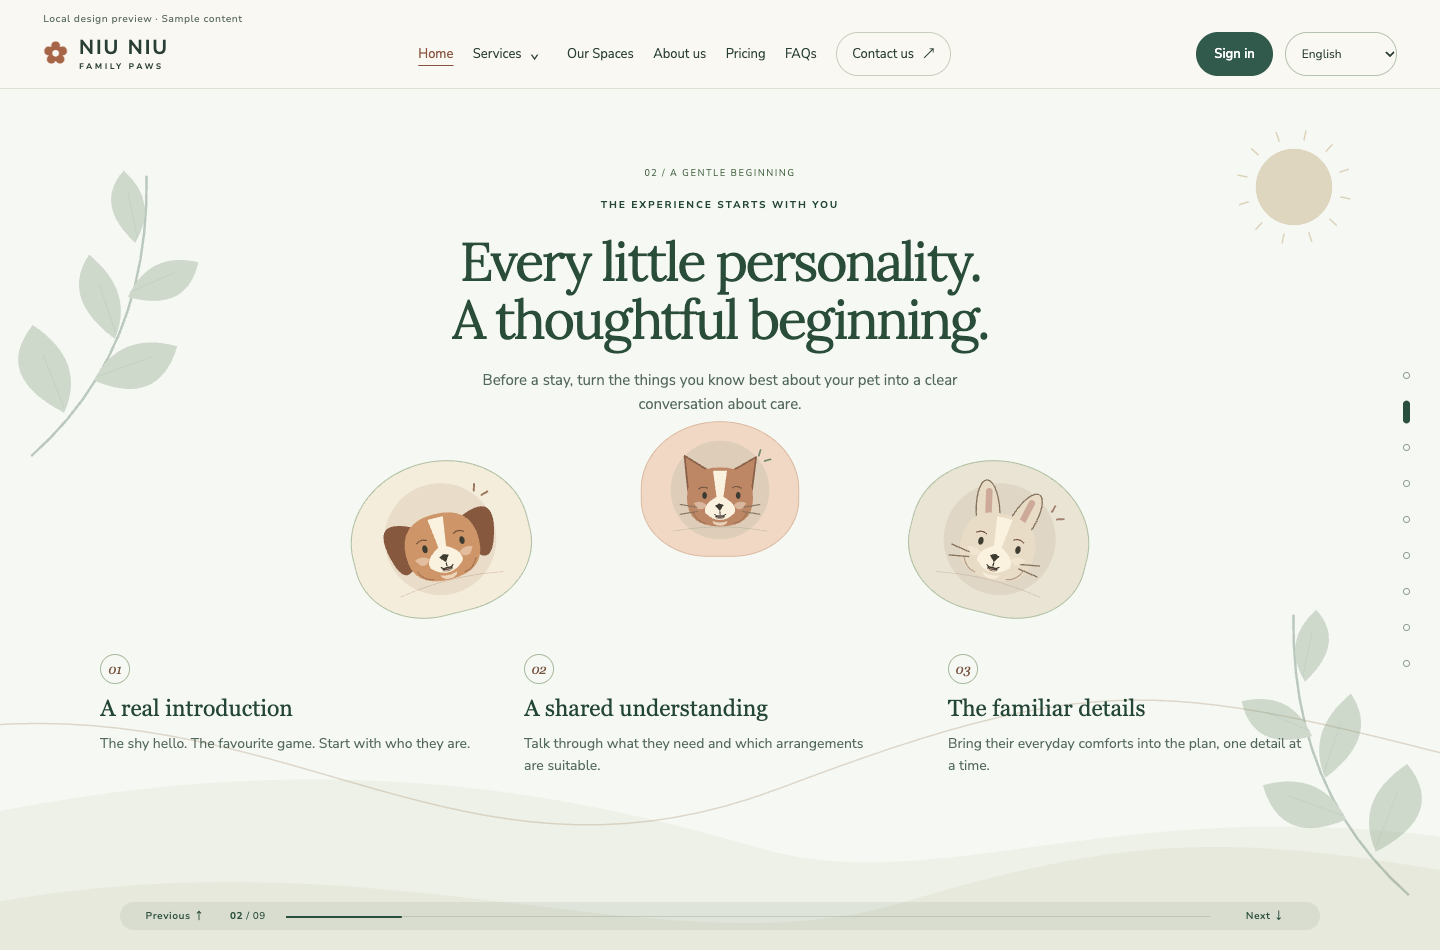 Local design preview · Sample content
NIU NIU
FAMILY PAWS
Home Services Our Spaces About us Pricing FAQs Contact us ↗
Sign in
English
02 / A GENTLE BEGINNING
THE EXPERIENCE STARTS WITH YOU
Every little personality.
A thoughtful beginning.
Before a stay, turn the things you know best about your pet into a clear
conversation about care.
01
A real introduction
The shy hello. The favourite game. Start with who they are.
02
A shared understanding
Talk through what they need and which arrangements
are suitable.
03
The familiar details
Bring their everyday comforts into the plan, one detail at
a time.
Previous ↑ 02 / 09 Next ↓